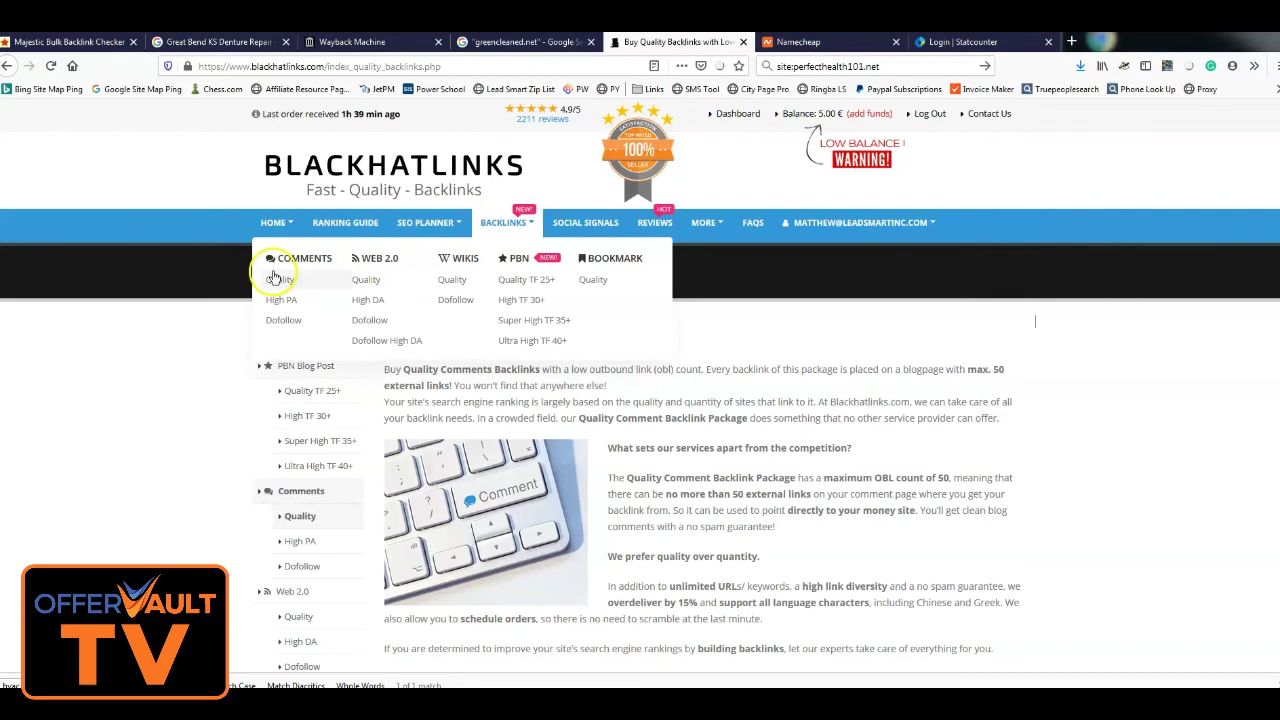 Majestic Bulk Backlink Checker
Great Bend KS Denture Repair -
Wayback Machine
"greencleaned.net" - Google Se
Buy Quality Backlinks with Low
Namecheap
Login | Statcounter
https://www.blackhatlinks.com/index_quality_backlinks.php
site:perfecthealth101.net
Bing Site Map Ping
Google Site Map Ping
Chess.com
Affiliate Resource Pag...
JetPM
Power School
Lead Smart Zip List
PW
PY
Links
SMS Tool
City Page Pro
Ringba LS
Paypal Subscriptions
Invoice Maker
Truepeoplesearch
Phone Look Up
Proxy
Last order received 1h 39 min ago
4,9/5
2211 reviews
SATISFACTION
TOP RATED
100%
SELLER
Dashboard
Balance: 5.00 € (add funds)
Log Out
Contact Us
LOW BALANCE!
WARNING!
BLACKHATLINKS
Fast - Quality - Backlinks
NEW!
HOT
HOME
RANKING GUIDE
SEO PLANNER
BACKLINKS
SOCIAL SIGNALS
REVIEWS
MORE
FAQS
MATTHEW@LEADSMARTINC.COM
COMMENTS
WEB 2.0
WIKIS
PBN NEW!
BOOKMARK
Quality
Quality
Quality
Quality TF 25+
Quality
High PA
High DA
Dofollow
High TF 30+
Dofollow
Dofollow
Super High TF 35+
Dofollow High DA
Ultra High TF 40+
PBN Blog Post
Quality TF 25+
High TF 30+
Super High TF 35+
Ultra High TF 40+
Comments
Quality
High PA
Dofollow
Web 2.0
Quality
High DA
Dofollow
Buy Quality Comments Backlinks with a low outbound link (obl) count. Every backlink of this package is placed on a blogpage with max. 50
external links! You won't find that anywhere else!
Your site's search engine ranking is largely based on the quality and quantity of sites that link to it. At Blackhatlinks.com, we can take care of all
your backlink needs. In a crowded field, our Quality Comment Backlink Package does something that no other service provider can offer.
Comment
What sets our services apart from the competition?
The Quality Comment Backlink Package has a maximum OBL count of 50, meaning that
there can be no more than 50 external links on your comment page where you get your
backlink from. So it can be used to point directly to your money site. You'll get clean blog
comments with a no spam guarantee!
We prefer quality over quantity.
In addition to unlimited URLs/ keywords, a high link diversity and a no spam guarantee, we
overdeliver by 15% and support all language characters, including Chinese and Greek. We
also allow you to schedule orders, so there is no need to scramble at the last minute.
If you are determined to improve your site's search engine rankings by building backlinks, let our experts take care of everything for you.
OFFERVAULT
TV
Match Diacritics
Whole Words
1 of 1 match